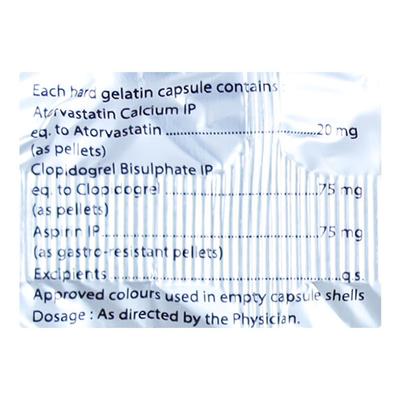 Each hard gelatin capsule contains:
Atorvastatin Calcium IP
eq. to Atorvastatin ................................ 20 mg
(as pellets)
Clopidogrel Bisulphate IP
eq. to Clopidogrel ................................ 75 mg
(as pellets)
Aspirin IP ................................ 75 mg
(as gastro-resistant pellets)
Excipients ................................ q.s.
Approved colours used in empty capsule shells
Dosage : As directed by the Physician.